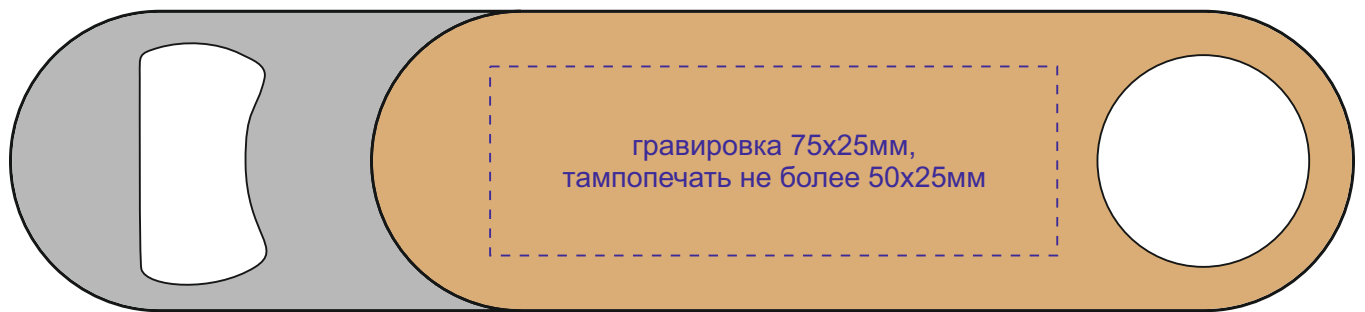 гравировка 75х25мм,
тампопечать не более 50х25мм